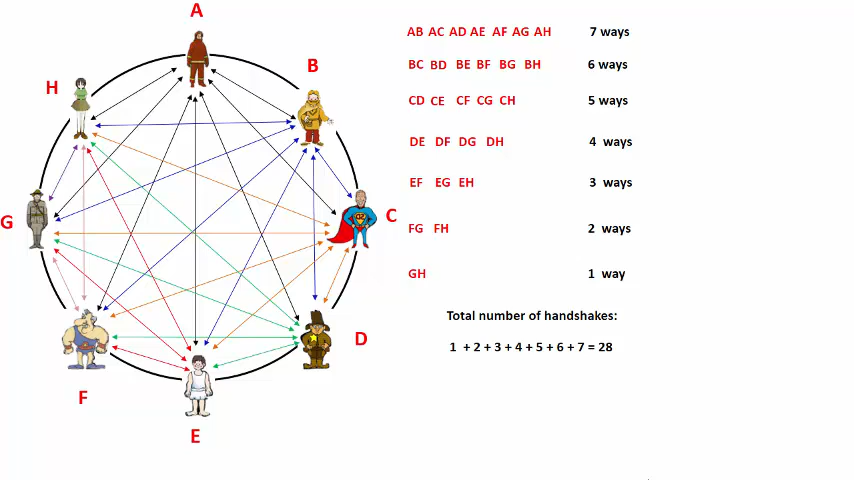 A
B
H
C
G
D
F
E
AB AC AD AE AF AG AH 7 ways
BC BD BE BF BG BH 6 ways
CD CE CF CG CH 5 ways
DE DF DG DH 4 ways
EF EG EH 3 ways
FG FH 2 ways
GH 1 way
Total number of handshakes:
1 + 2 + 3 + 4 + 5 + 6 + 7 = 28